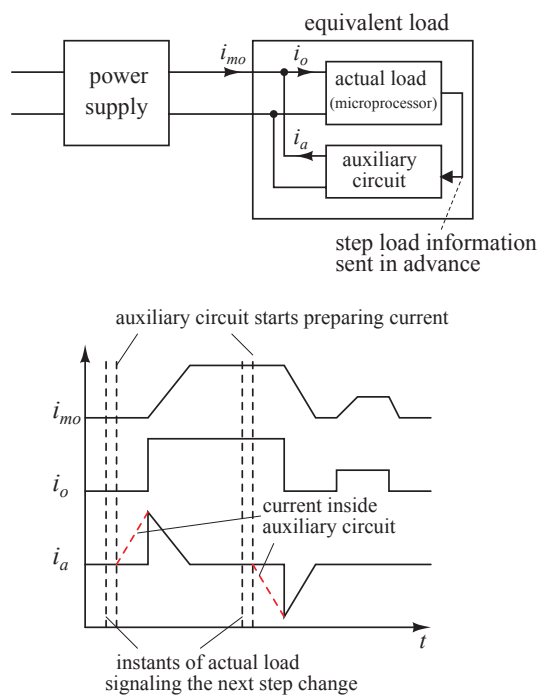 equivalent load
i_mo
i_o
power
supply
actual load
(microprocessor)
i_a
auxiliary
circuit
step load information
sent in advance
auxiliary circuit starts preparing current
i_mo
i_o
current inside
auxiliary circuit
i_a
t
instants of actual load
signaling the next step change